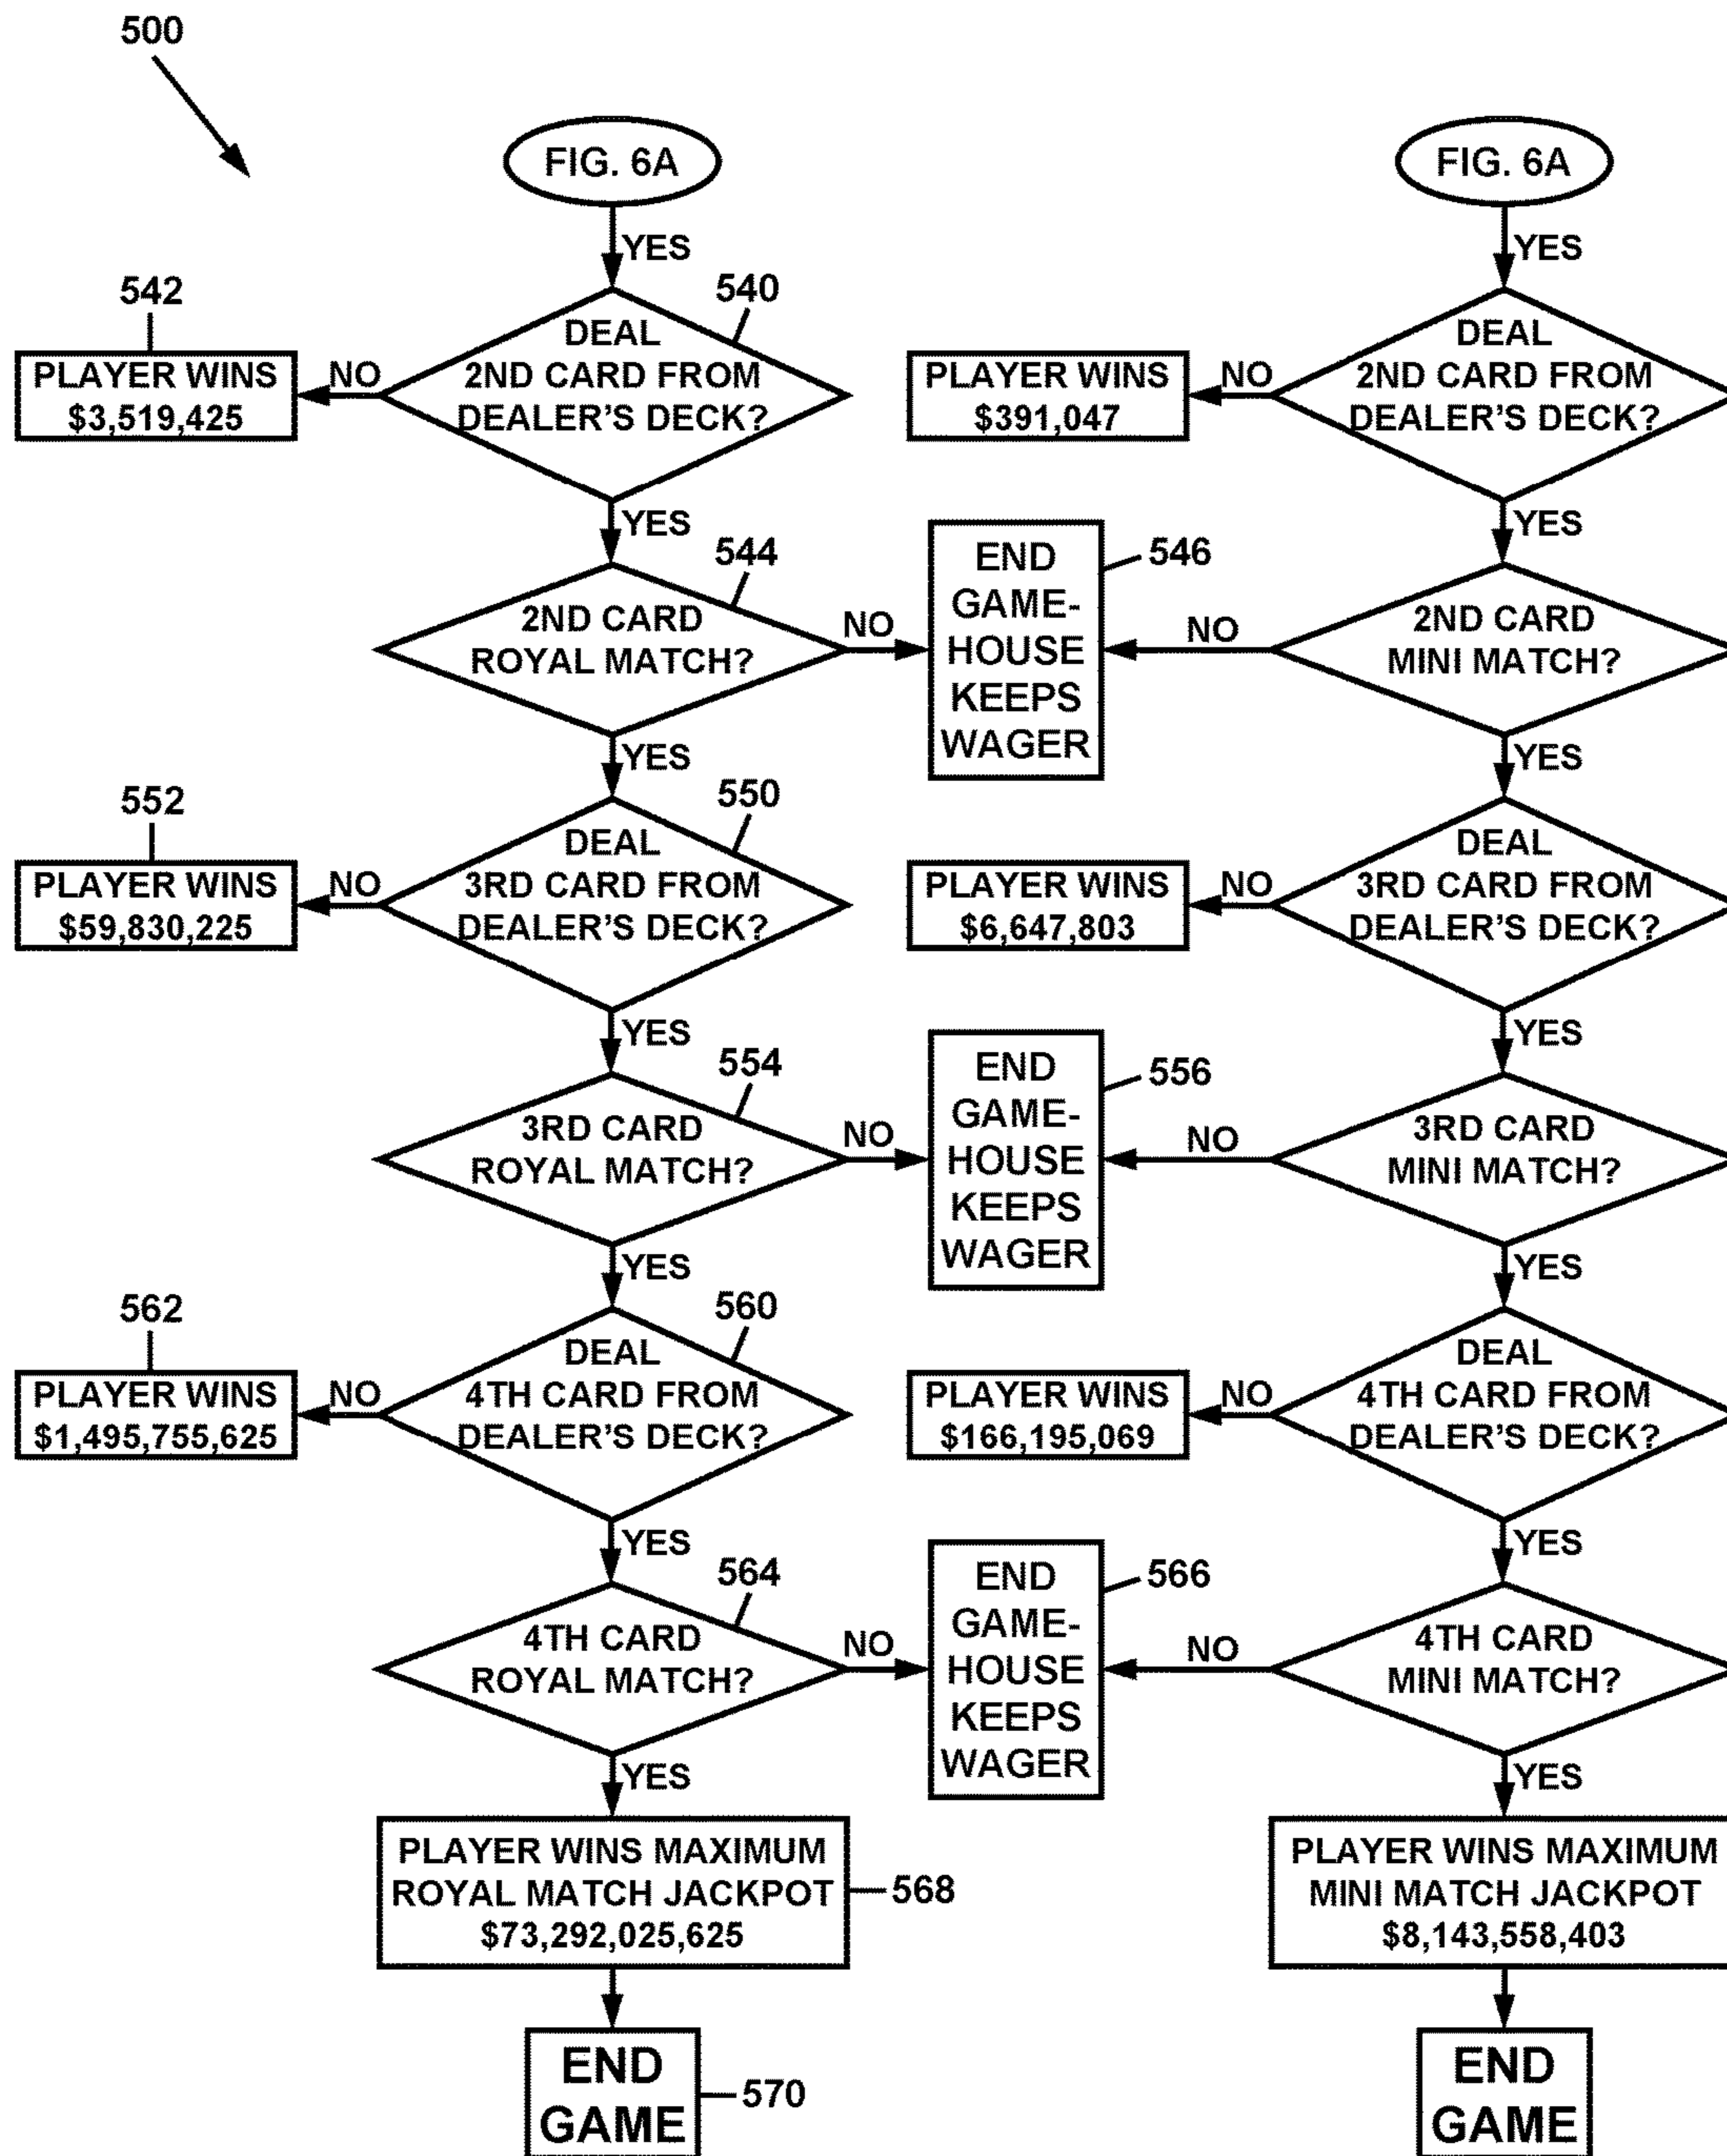 500
FIG. 6A
FIG. 6A
YES
YES
542
540
DEAL
2ND CARD FROM
DEALER'S DECK?
NO
PLAYER WINS
$3,519,425
DEAL
2ND CARD FROM
DEALER'S DECK?
NO
PLAYER WINS
$391,047
YES
YES
544
2ND CARD
ROYAL MATCH?
NO
END
GAME-
HOUSE
KEEPS
WAGER
546
NO
2ND CARD
MINI MATCH?
YES
YES
552
550
DEAL
3RD CARD FROM
DEALER'S DECK?
NO
PLAYER WINS
$59,830,225
DEAL
3RD CARD FROM
DEALER'S DECK?
NO
PLAYER WINS
$6,647,803
YES
YES
554
3RD CARD
ROYAL MATCH?
NO
END
GAME-
HOUSE
KEEPS
WAGER
556
NO
3RD CARD
MINI MATCH?
YES
YES
562
560
DEAL
4TH CARD FROM
DEALER'S DECK?
NO
PLAYER WINS
$1,495,755,625
DEAL
4TH CARD FROM
DEALER'S DECK?
NO
PLAYER WINS
$166,195,069
YES
YES
564
4TH CARD
ROYAL MATCH?
NO
END
GAME-
HOUSE
KEEPS
WAGER
566
NO
4TH CARD
MINI MATCH?
YES
YES
PLAYER WINS MAXIMUM
ROYAL MATCH JACKPOT
$73,292,025,625
568
PLAYER WINS MAXIMUM
MINI MATCH JACKPOT
$8,143,558,403
END
GAME
570
END
GAME